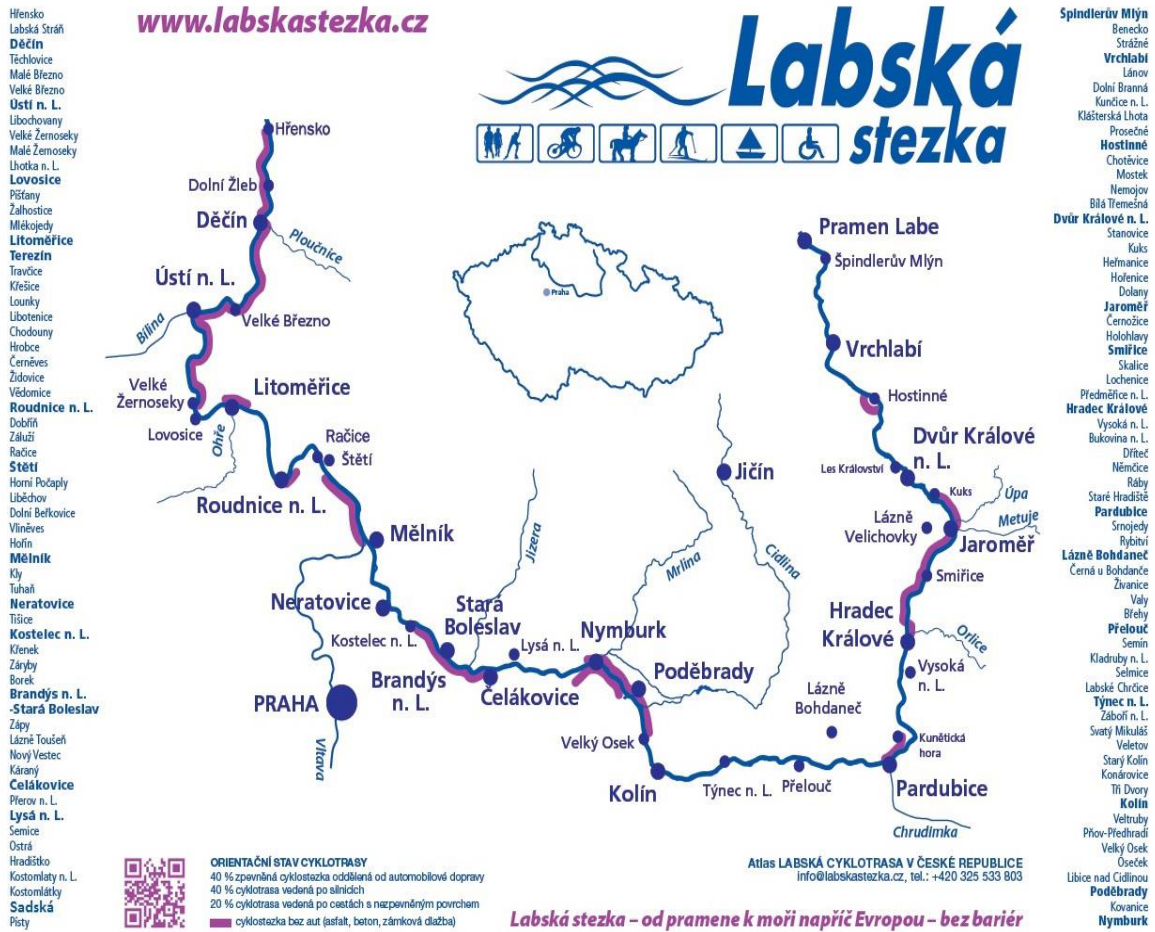 www.labskastezka.cz
Labská
stezka
Hřensko
Labská Stráň
Děčín
Těchlovice
Malé Březno
Velké Březno
Ústí n. L.
Libochovany
Velké Žernoseky
Malé Žernoseky
Lhotka n. L.
Lovosice
Píšťany
Žalhostice
Mlékojedy
Litoměřice
Terezín
Travčice
Křešice
Lounky
Libotenice
Chodouny
Hrobce
Černěves
Židovice
Vědomice
Roudnice n. L.
Dobříň
Záluží
Račice
Štětí
Horní Počaply
Liběchov
Dolní Beřkovice
Vliněves
Hořín
Mělník
Kly
Tuhaň
Neratovice
Tišice
Kostelec n. L.
Křenek
Záryby
Borek
Brandýs n. L.
-Stará Boleslav
Zápy
Lázně Toušeň
Nový Vestec
Káraný
Čelákovice
Přerov n. L.
Lysá n. L.
Semice
Ostrá
Hradištko
Kostomlaty n. L.
Kostomlátky
Sadská
Písty
Hřensko
Dolní Žleb
Děčín
Ploučnice
Ústí n. L.
Bílina
Velké Březno
Velké
Žernoseky
Litoměřice
Lovosice
Ohře
Račice
Štětí
Roudnice n. L.
Mělník
Jizera
Neratovice
Kostelec n. L.
Stará
Boleslav
Brandýs
n. L.
PRAHA
Vltava
Čelákovice
Lysá n. L.
Nymburk
Mrlina
Cidlina
Jičín
Poděbrady
Velký Osek
Kolín
Týnec n. L.
Přelouč
Lázně
Bohdaneč
Pardubice
Chrudimka
Kunětická
hora
Vysoká
n. L.
Orlice
Hradec
Králové
Smiřice
Jaroměř
Lázně
Velichovky
Metuje
Úpa
Kuks
Les Království
Dvůr Králové
n. L.
Hostinné
Vrchlabí
Špindlerův Mlýn
Pramen Labe
Praha
Špindlerův Mlýn
Benecko
Strážné
Vrchlabí
Lánov
Dolní Branná
Kunčice n. L.
Klášterská Lhota
Prosečné
Hostinné
Chotěvice
Mostek
Nemojov
Bílá Třemešná
Dvůr Králové n. L.
Stanovice
Kuks
Heřmanice
Hořenice
Dolany
Jaroměř
Černožice
Holohlavy
Smiřice
Skalice
Lochenice
Předměřice n. L.
Hradec Králové
Vysoká n. L.
Bukovina n. L.
Dříteč
Němčice
Ráby
Staré Hradiště
Pardubice
Srnojedy
Rybitví
Lázně Bohdaneč
Černá u Bohdanče
Živanice
Valy
Břehy
Přelouč
Semín
Kladruby n. L.
Selmice
Labské Chrčice
Týnec n. L.
Záboří n. L.
Svatý Mikuláš
Veletov
Starý Kolín
Konárovice
Tři Dvory
Kolín
Veltruby
Pňov-Předhradí
Velký Osek
Oseček
Libice nad Cidlinou
Poděbrady
Kovanice
Nymburk
ORIENTAČNÍ STAV CYKLOTRASY
40 % zpevněná cyklostezka oddělená od automobilové dopravy
40 % cyklotrasa vedená po silnicích
20 % cyklotrasa vedená po cestách s nezpevněným povrchem
cyklostezka bez aut (asfalt, beton, zámková dlažba)
Atlas LABSKÁ CYKLOTRASA V ČESKÉ REPUBLICE
info@labskastezka.cz, tel.: +420 325 533 803
Labská stezka – od pramene k moři napříč Evropou – bez bariér